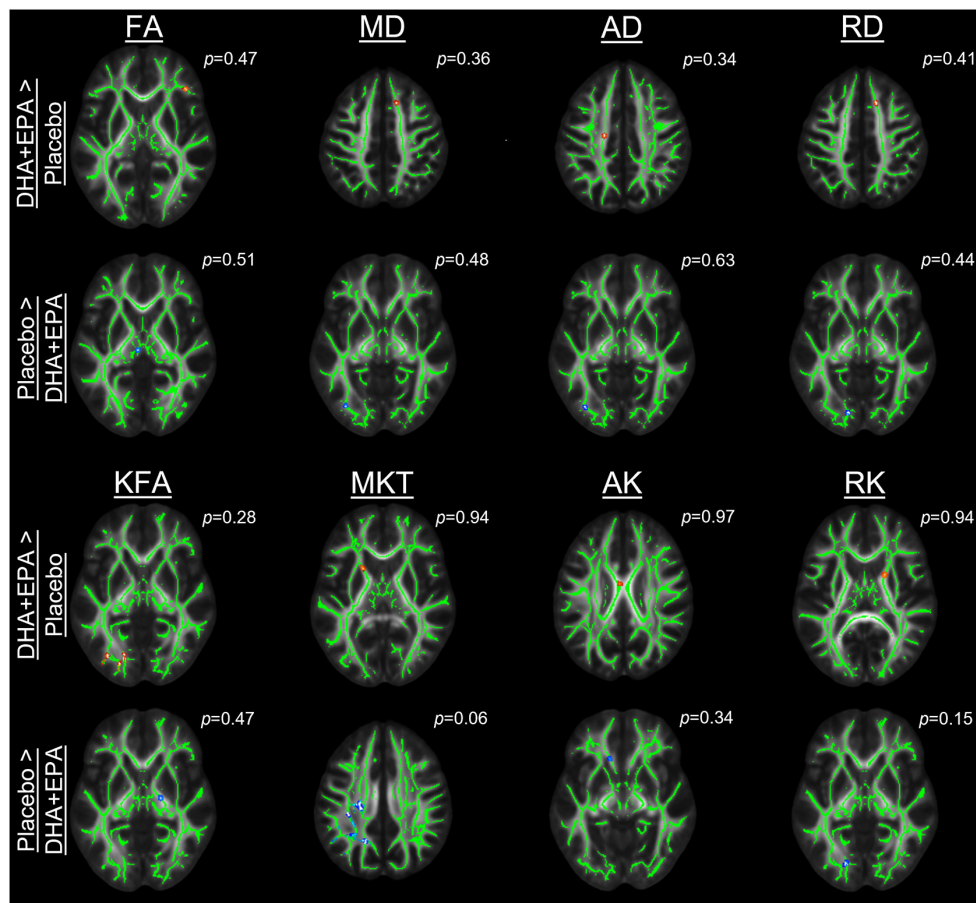 FA MD AD RD
DHA+EPA >
Placebo
p=0.47 p=0.36 p=0.34 p=0.41
Placebo >
DHA+EPA
p=0.51 p=0.48 p=0.63 p=0.44
KFA MKT AK RK
DHA+EPA >
Placebo
p=0.28 p=0.94 p=0.97 p=0.94
Placebo >
DHA+EPA
p=0.47 p=0.06 p=0.34 p=0.15